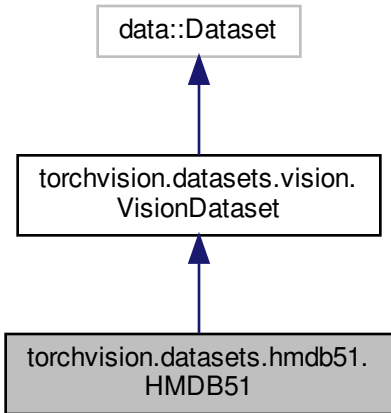 data::Dataset
torchvision.datasets.vision.
VisionDataset
torchvision.datasets.hmdb51.
HMDB51